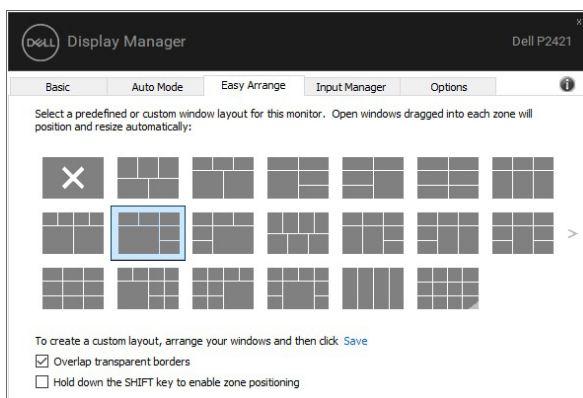 DELL Display Manager Dell P2421
Basic Auto Mode Easy Arrange Input Manager Options
Select a predefined or custom window layout for this monitor. Open windows dragged into each zone will
position and resize automatically:
To create a custom layout, arrange your windows and then click Save
Overlap transparent borders
Hold down the SHIFT key to enable zone positioning